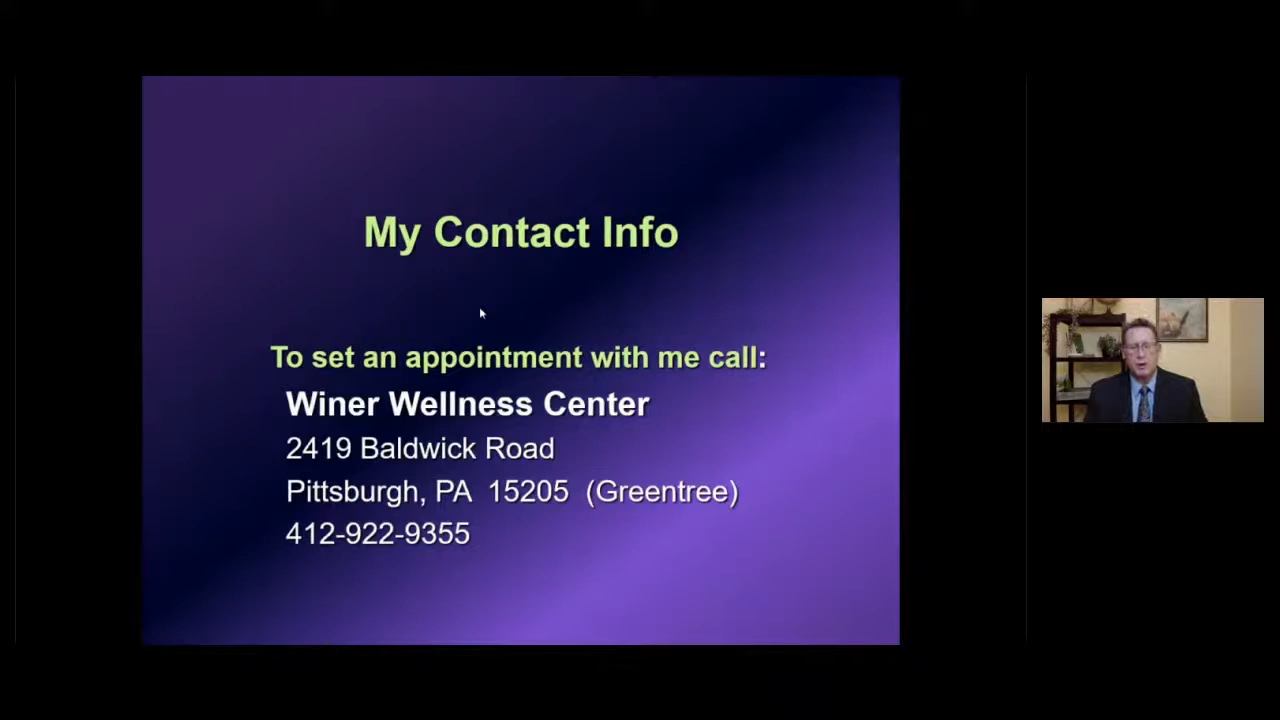 My Contact Info
To set an appointment with me call:
Winer Wellness Center
2419 Baldwick Road
Pittsburgh, PA  15205  (Greentree)
412-922-9355